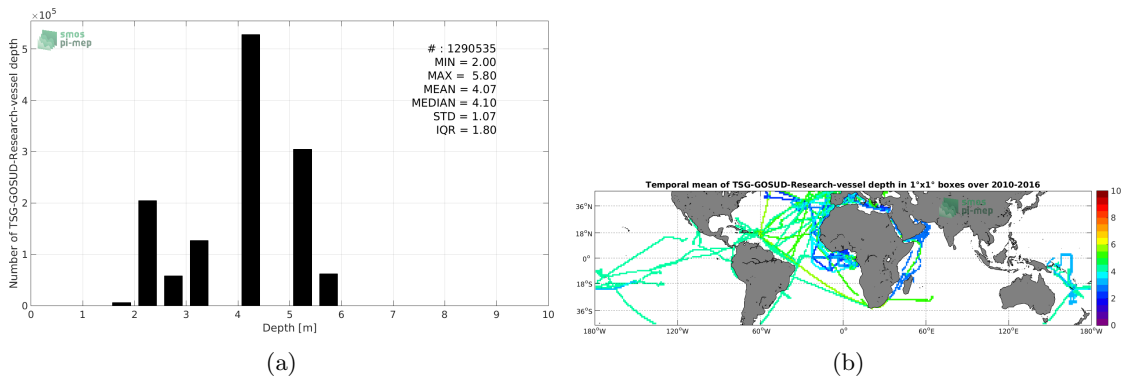 ×10⁵
smos
pi-mep
5
4
3
2
1
0
Number of TSG-GOSUD-Research-vessel depth
# : 1290535
MIN = 2.00
MAX = 5.80
MEAN = 4.07
MEDIAN = 4.10
STD = 1.07
IQR = 1.80
0 1 2 3 4 5 6 7 8 9 10
Depth [m]
(a)
Temporal mean of TSG-GOSUD-Research-vessel depth in 1°x1° boxes over 2010-2016
smos
pi-mep
36°N
18°N
0°
18°S
36°S
180°W 120°W 60°W 0° 60°E 120°E 180°W
10
8
6
4
2
0
(b)